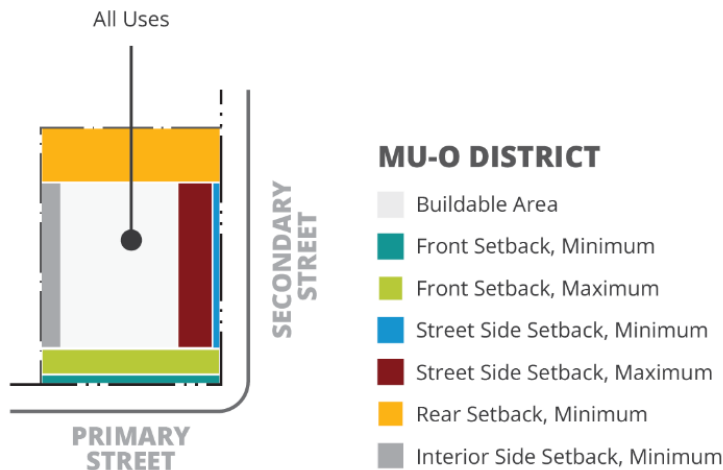 All Uses
SECONDARY
STREET
PRIMARY
STREET
MU-O DISTRICT
Buildable Area
Front Setback, Minimum
Front Setback, Maximum
Street Side Setback, Minimum
Street Side Setback, Maximum
Rear Setback, Minimum
Interior Side Setback, Minimum